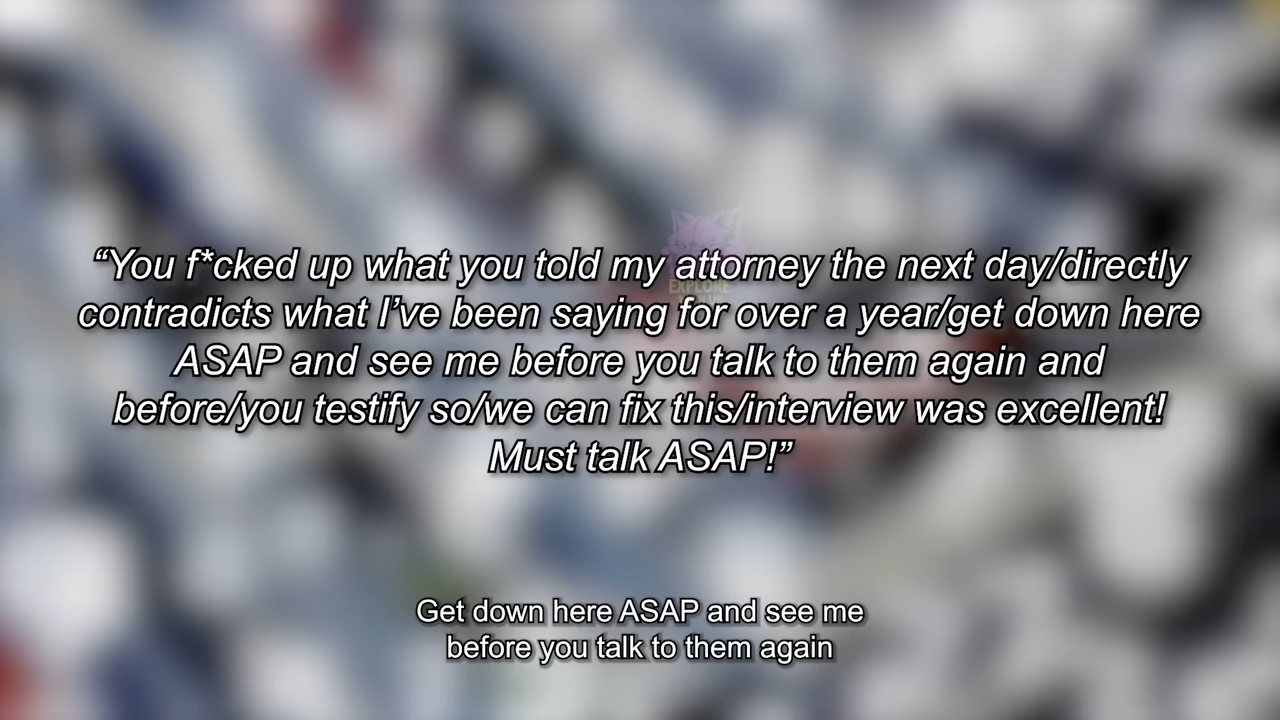 EXPLORE
“You f*cked up what you told my attorney the next day/directly
contradicts what I’ve been saying for over a year/get down here
ASAP and see me before you talk to them again and
before/you testify so/we can fix this/interview was excellent!
Must talk ASAP!”
Get down here ASAP and see me
before you talk to them again